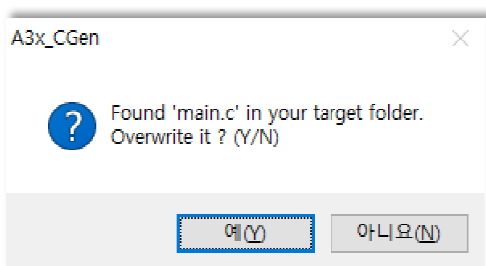 A3x_CGen
Found 'main.c' in your target folder.
Overwrite it ? (Y/N)
예(Y)
아니요(N)